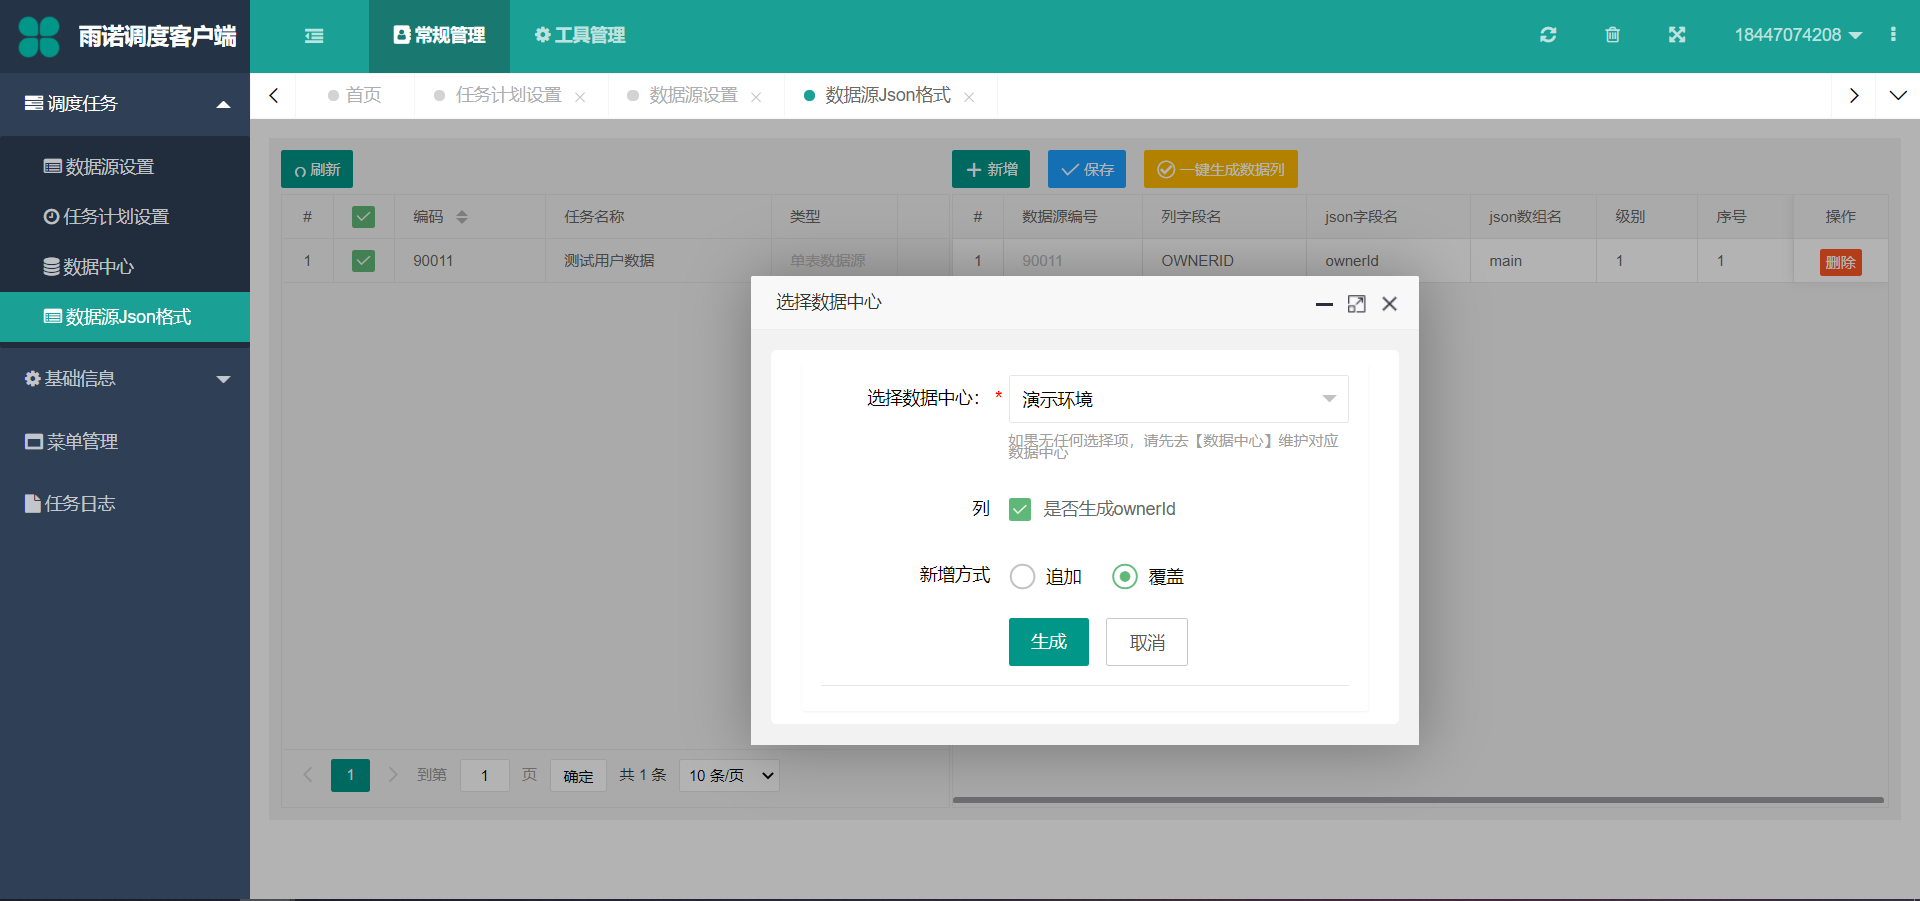 雨诺调度客户端
常规管理
工具管理
18447074208
调度任务
数据源设置
任务计划设置
数据中心
数据源Json格式
基础信息
菜单管理
任务日志
首页
任务计划设置
数据源设置
数据源Json格式
刷新
新增
保存
一键生成数据列
# 编码 任务名称 类型
1 90011 测试用户数据 单表数据源
# 数据源编号 列字段名 json字段名 json数组名 级别 序号 操作
1 90011 OWNERID ownerId main 1 1 删除
选择数据中心
选择数据中心： * 演示环境
如果无任何选择项，请先去【数据中心】维护对应
数据中心
列 是否生成ownerId
新增方式 追加 覆盖
生成 取消
1 到第 1 页 确定 共 1 条 10 条/页